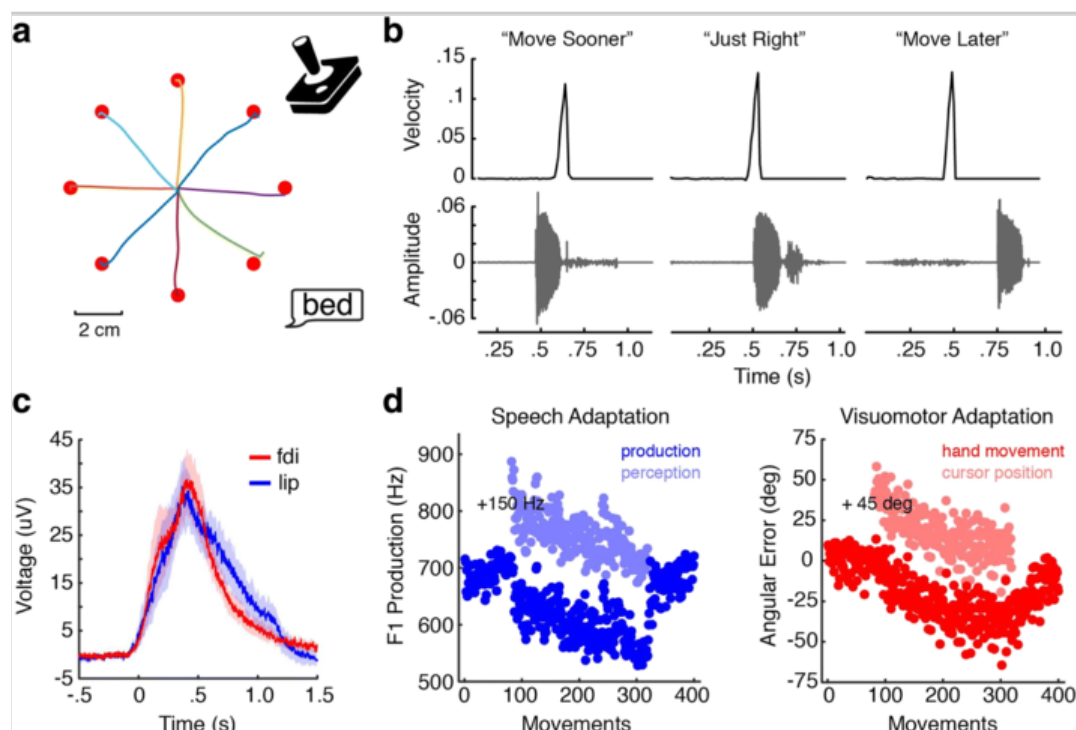 a
bed
2 cm
b
“Move Sooner” “Just Right” “Move Later”
Velocity
.15
.1
.05
0
Amplitude
.06
0
-.06
.25 .5 .75 1.0 .25 .5 .75 1.0 .25 .5 .75 1.0
Time (s)
c
Voltage (uV)
45
35
25
15
5
-5
fdi
lip
-.5 0 .5 1.0 1.5
Time (s)
d
Speech Adaptation
F1 Production (Hz)
900
800
700
600
500
production
perception
+150 Hz
0 100 200 300 400
Movements
Visuomotor Adaptation
Angular Error (deg)
75
50
25
0
-25
-50
-75
hand movement
cursor position
+ 45 deg
0 100 200 300 400
Movements